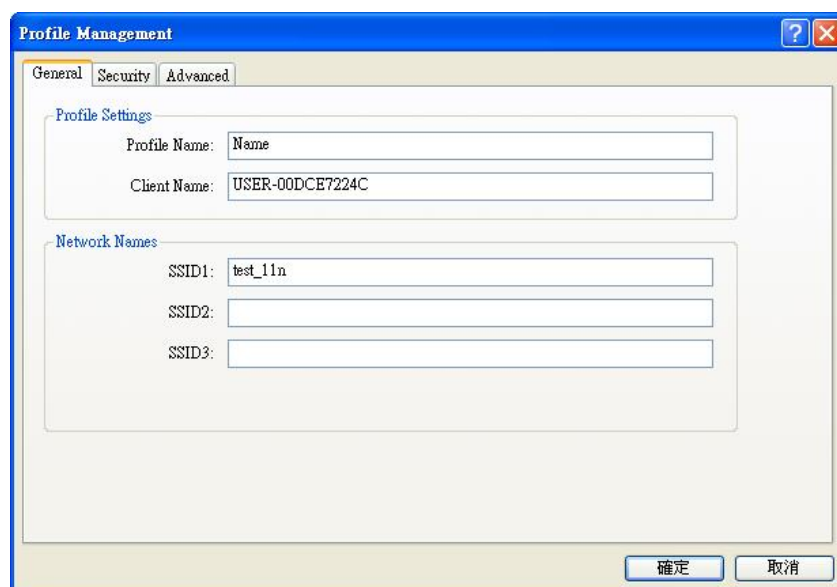 Profile Management
General Security Advanced
Profile Settings
Profile Name: Name
Client Name: USER-00DCE7224C
Network Names
SSID1: test_11n
SSID2:
SSID3:
確定 取消